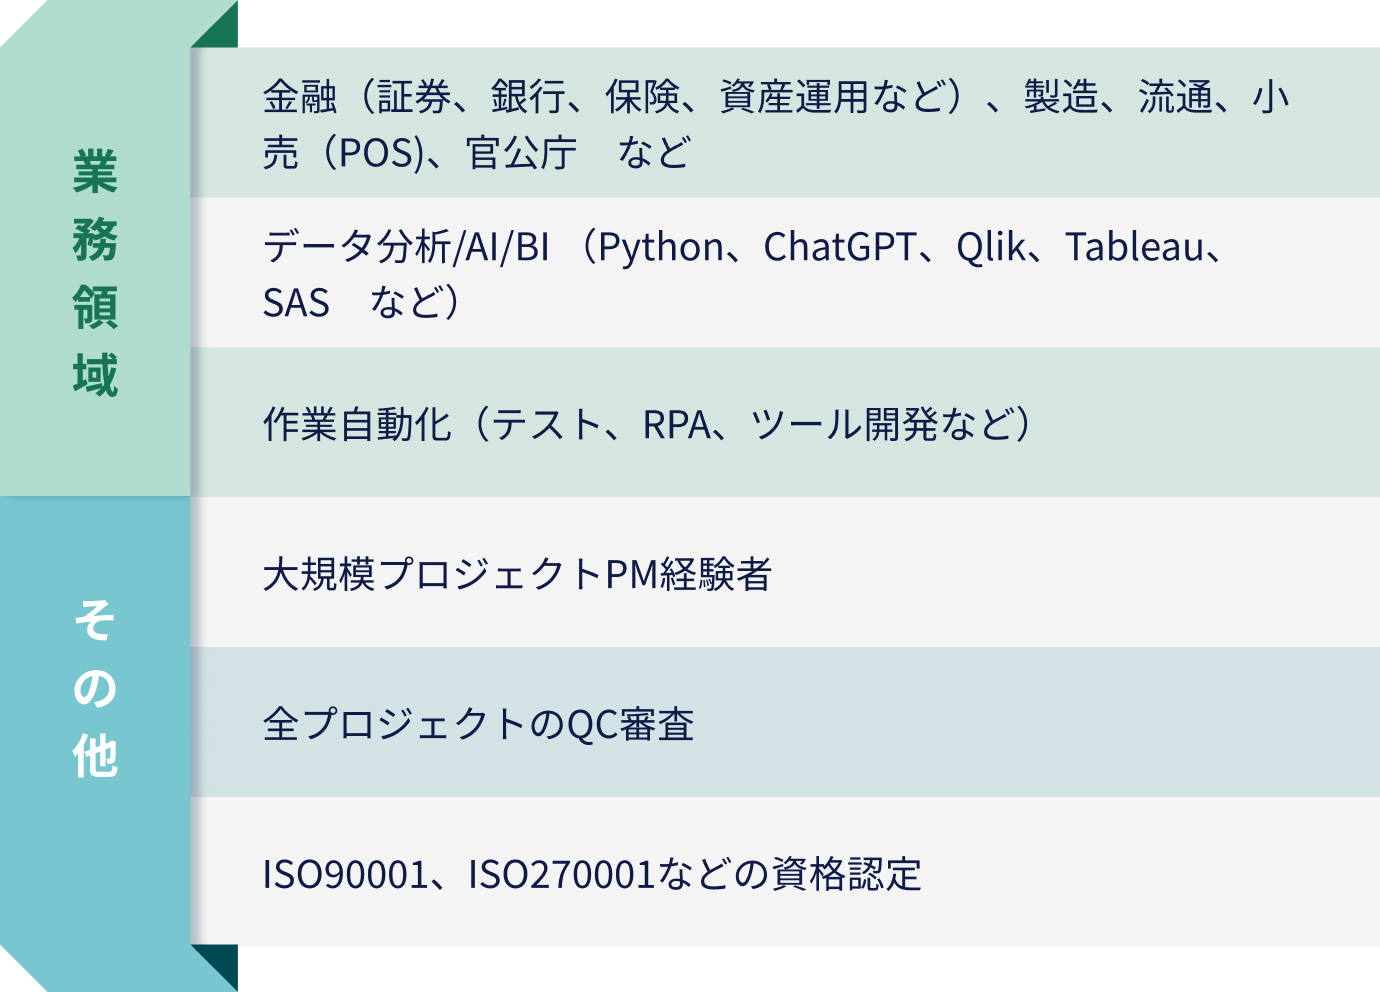 業務領域
金融（証券、銀行、保険、資産運用など）、製造、流通、小
売（POS)、官公庁　など
データ分析/AI/BI （Python、ChatGPT、Qlik、Tableau、
SAS　など）
作業自動化（テスト、RPA、ツール開発など）
その他
大規模プロジェクトPM経験者
全プロジェクトのQC審査
ISO90001、ISO270001などの資格認定